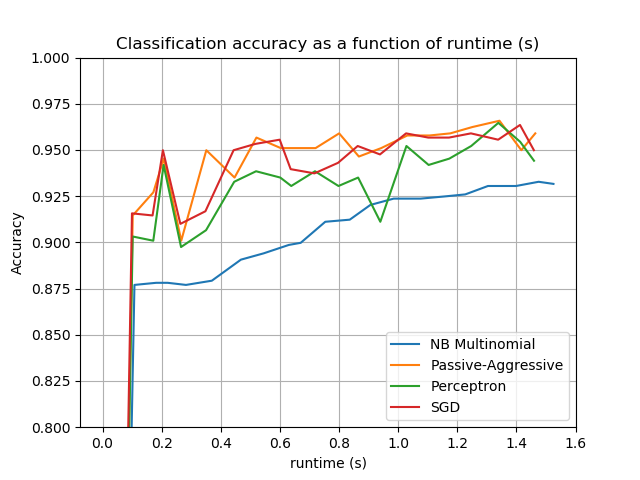 Classification accuracy as a function of runtime (s)
1.000
0.975
0.950
0.925
0.900
0.875
0.850
0.825
0.800
Accuracy
NB Multinomial
Passive-Aggressive
Perceptron
SGD
0.0 0.2 0.4 0.6 0.8 1.0 1.2 1.4 1.6
runtime (s)